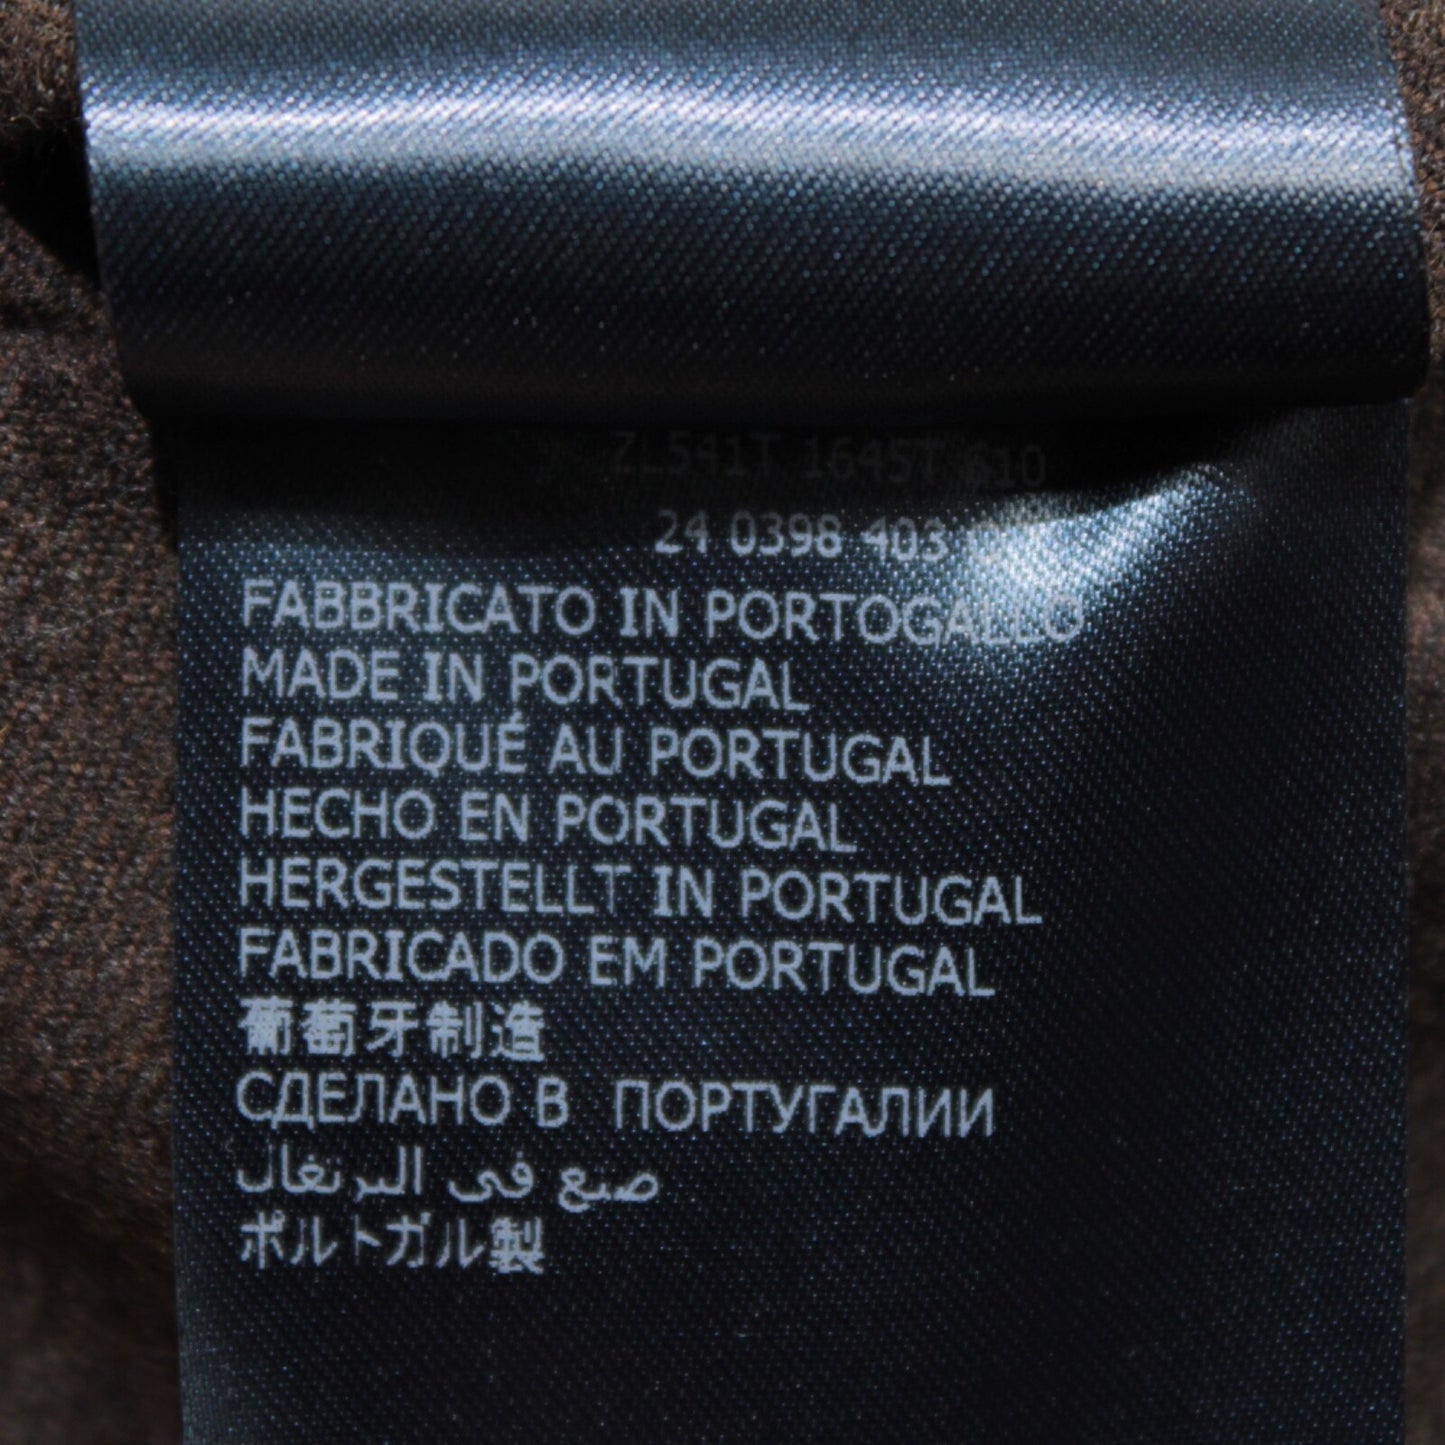 ZL541T 1645T 610
24 0398 403
FABBRICATO IN PORTOGALLO
MADE IN PORTUGAL
FABRIQUÉ AU PORTUGAL
HECHO EN PORTUGAL
HERGESTELLT IN PORTUGAL
FABRICADO EM PORTUGAL
葡萄牙制造
СДЕЛАНО В ПОРТУГАЛИИ
صنع فى البرتغال
ポルトガル製